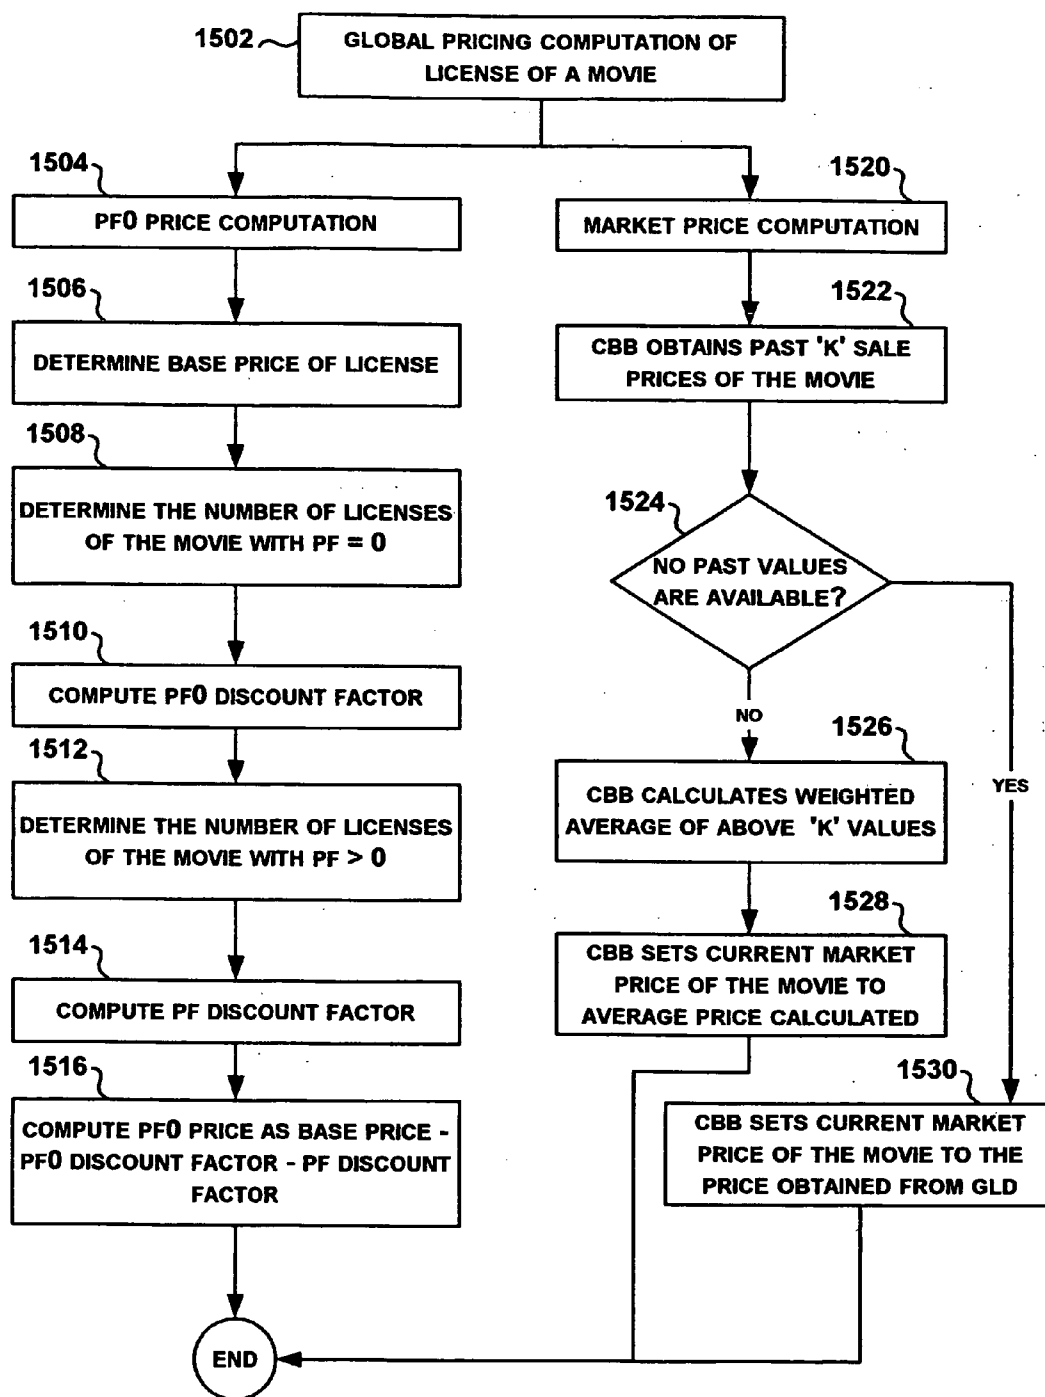 1502
GLOBAL PRICING COMPUTATION OF
LICENSE OF A MOVIE
1504
PF0 PRICE COMPUTATION
1506
DETERMINE BASE PRICE OF LICENSE
1508
DETERMINE THE NUMBER OF LICENSES
OF THE MOVIE WITH PF = 0
1510
COMPUTE PF0 DISCOUNT FACTOR
1512
DETERMINE THE NUMBER OF LICENSES
OF THE MOVIE WITH PF > 0
1514
COMPUTE PF DISCOUNT FACTOR
1516
COMPUTE PF0 PRICE AS BASE PRICE -
PF0 DISCOUNT FACTOR - PF DISCOUNT
FACTOR
1520
MARKET PRICE COMPUTATION
1522
CBB OBTAINS PAST 'K' SALE
PRICES OF THE MOVIE
1524
NO PAST VALUES
ARE AVAILABLE?
NO
YES
1526
CBB CALCULATES WEIGHTED
AVERAGE OF ABOVE 'K' VALUES
1528
CBB SETS CURRENT MARKET
PRICE OF THE MOVIE TO
AVERAGE PRICE CALCULATED
1530
CBB SETS CURRENT MARKET
PRICE OF THE MOVIE TO THE
PRICE OBTAINED FROM GLD
END